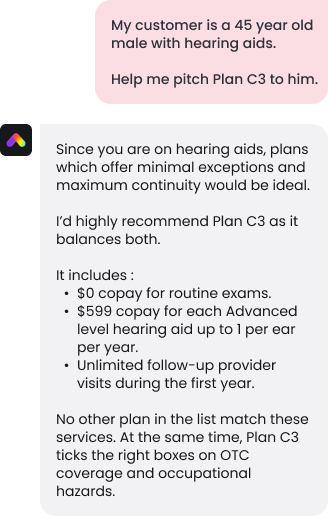 My customer is a 45 year old
male with hearing aids.
Help me pitch Plan C3 to him.
Since you are on hearing aids, plans
which offer minimal exceptions and
maximum continuity would be ideal.
I’d highly recommend Plan C3 as it
balances both.
It includes :
• $0 copay for routine exams.
• $599 copay for each Advanced
level hearing aid up to 1 per ear
per year.
• Unlimited follow-up provider
visits during the first year.
No other plan in the list match these
services. At the same time, Plan C3
ticks the right boxes on OTC
coverage and occupational
hazards.